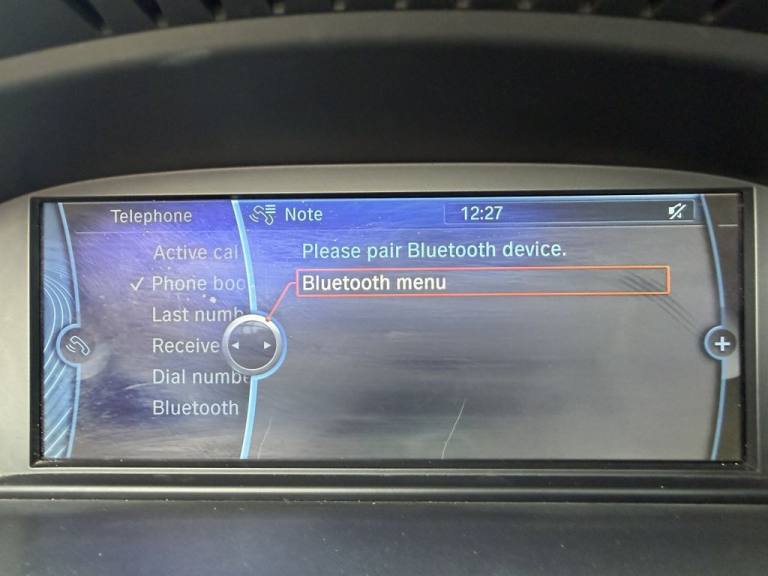 Telephone
Note
12:27
Active cal
Please pair Bluetooth device.
Phone boo
Bluetooth menu
Last numb
Receive
Dial numbe
Bluetooth